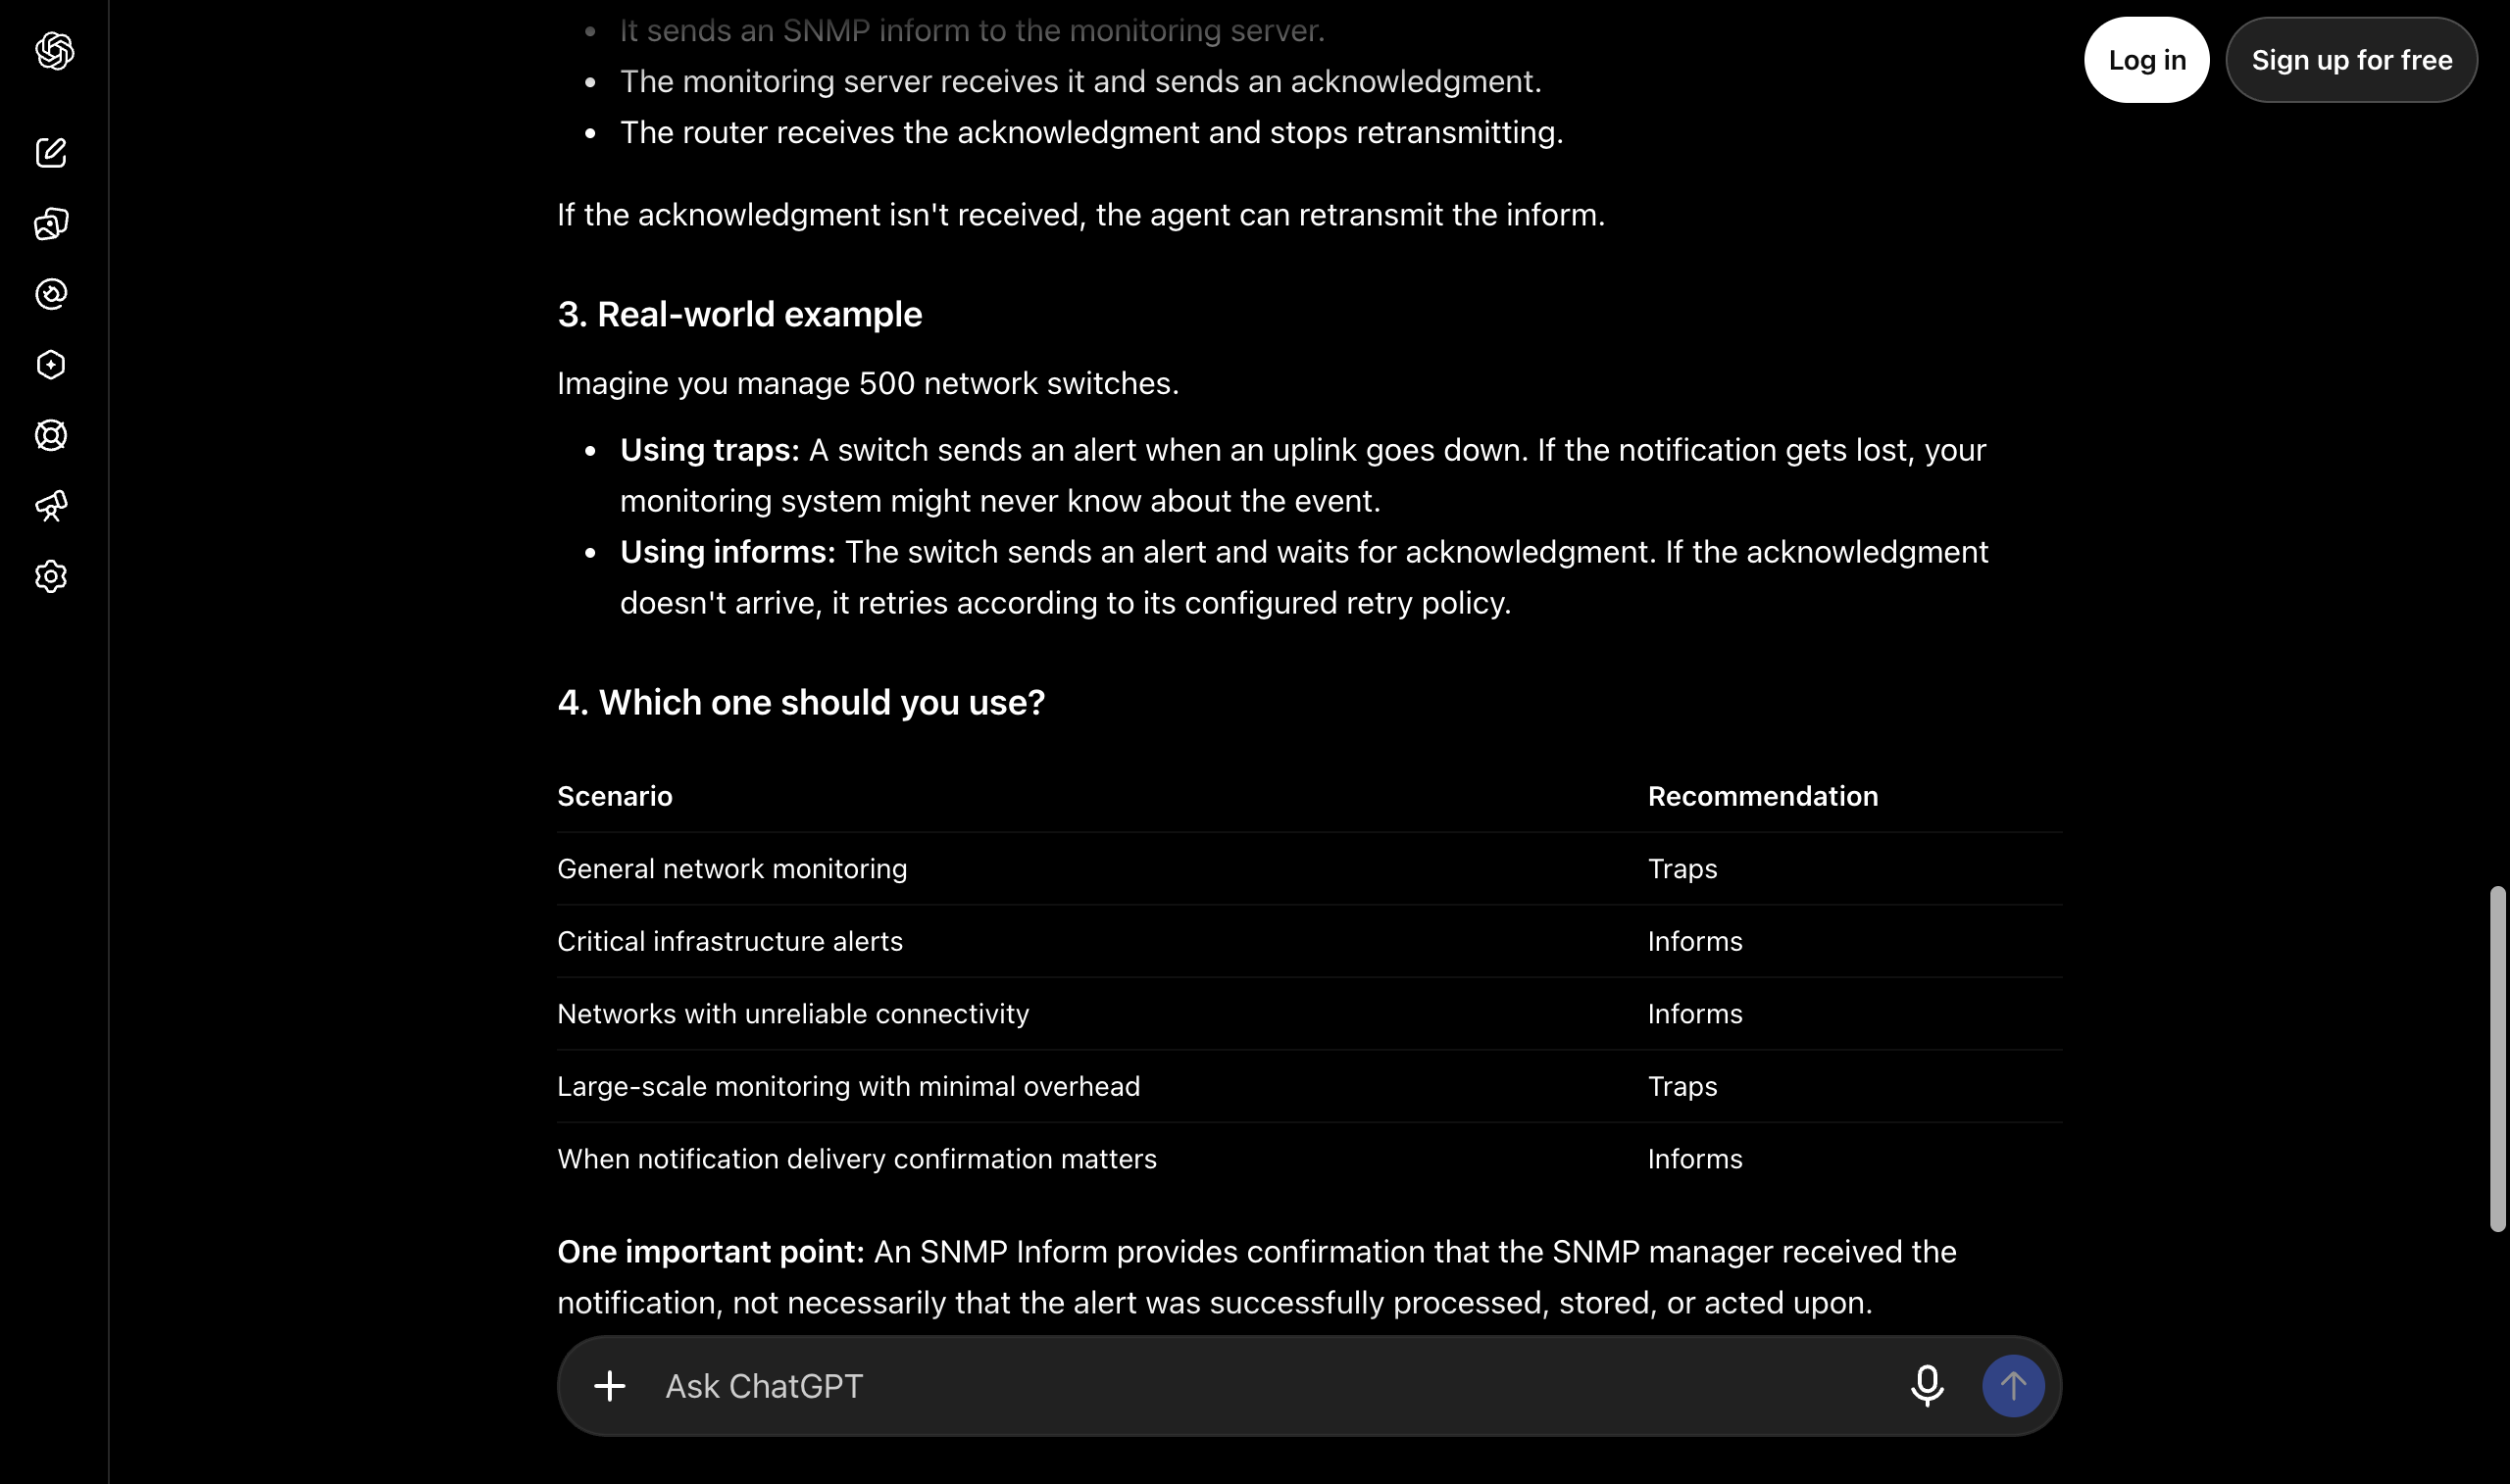 It sends an SNMP inform to the monitoring server.
Log in
Sign up for free
The monitoring server receives it and sends an acknowledgment.
The router receives the acknowledgment and stops retransmitting.
If the acknowledgment isn't received, the agent can retransmit the inform.
3. Real-world example
Imagine you manage 500 network switches.
Using traps: A switch sends an alert when an uplink goes down. If the notification gets lost, your
monitoring system might never know about the event.
Using informs: The switch sends an alert and waits for acknowledgment. If the acknowledgment
doesn't arrive, it retries according to its configured retry policy.
4. Which one should you use?
Scenario Recommendation
General network monitoring Traps
Critical infrastructure alerts Informs
Networks with unreliable connectivity Informs
Large-scale monitoring with minimal overhead Traps
When notification delivery confirmation matters Informs
One important point: An SNMP Inform provides confirmation that the SNMP manager received the
notification, not necessarily that the alert was successfully processed, stored, or acted upon.
Ask ChatGPT